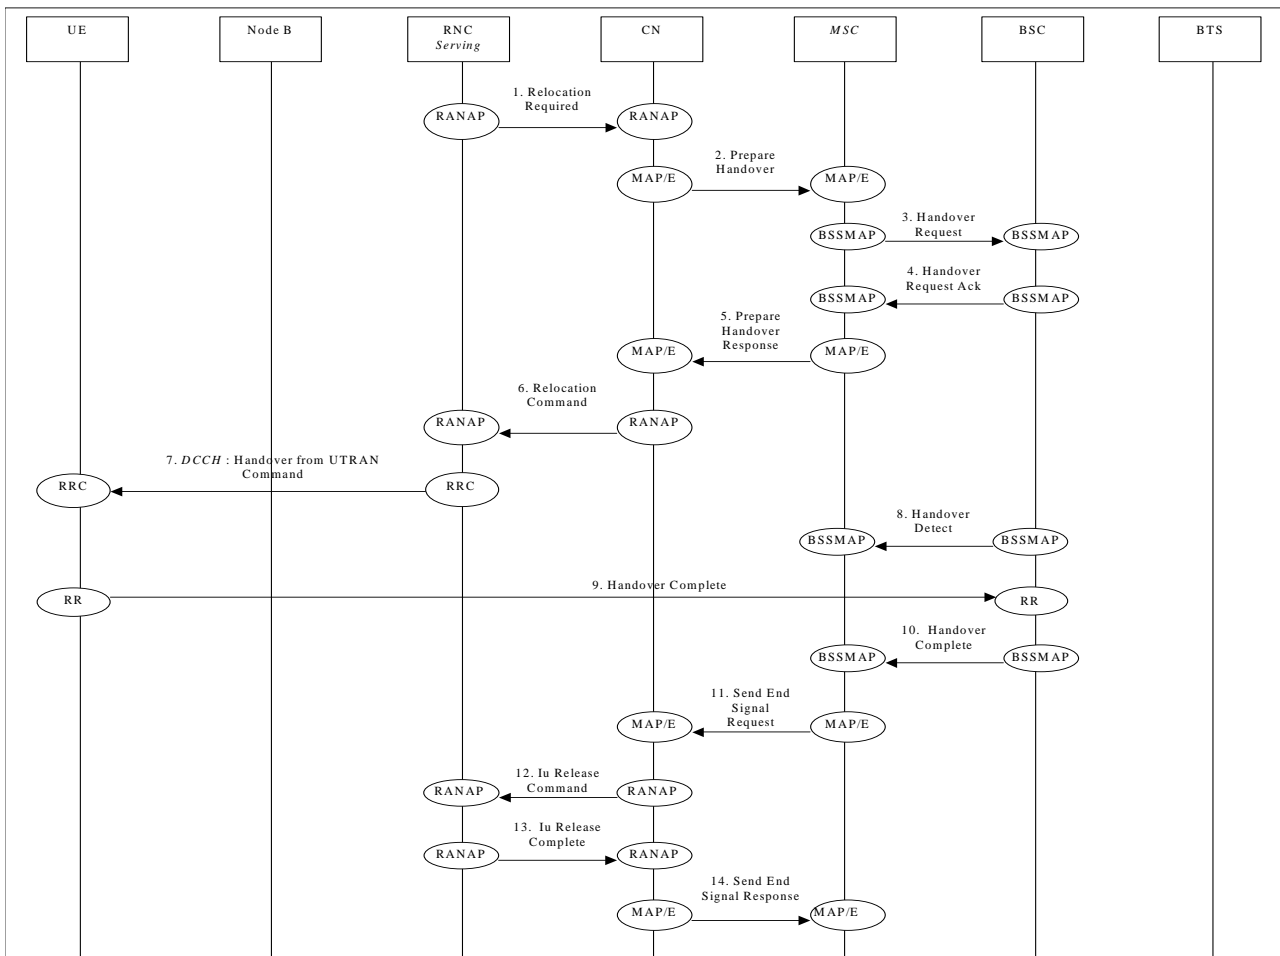 UE
Node B
RNC
Serving
CN
MSC
BSC
BTS
1. Relocation
Required
RANAP
RANAP
2. Prepare
Handover
MAP/E
MAP/E
3. Handover
Request
BSSMAP
BSSMAP
4. Handover
Request Ack
BSSMAP
BSSMAP
5. Prepare
Handover
Response
MAP/E
MAP/E
6. Relocation
Command
RANAP
RANAP
7. DCCH : Handover from UTRAN
Command
RRC
RRC
8. Handover
Detect
BSSMAP
BSSMAP
9. Handover Complete
RR
RR
10. Handover
Complete
BSSMAP
BSSMAP
11. Send End
Signal
Request
MAP/E
MAP/E
12. Iu Release
Command
RANAP
RANAP
13. Iu Release
Complete
RANAP
RANAP
14. Send End
Signal Response
MAP/E
MAP/E